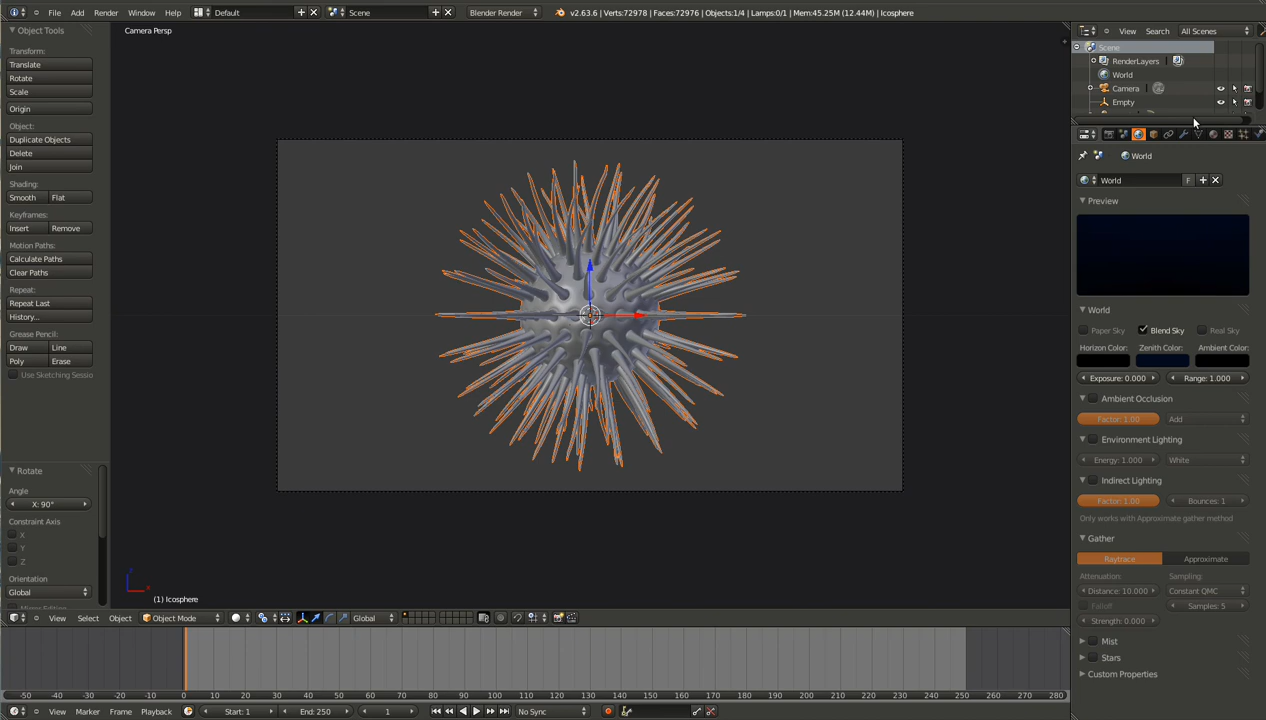 File Add Render Window Help Default Scene Blender Render v2.63.6 | Verts:72978 | Faces:72976 | Objects:1/4 | Lamps:0/1 | Mem:45.25M (12.44M) | Icosphere
Object Tools
Transform:
Translate
Rotate
Scale
Origin
Object:
Duplicate Objects
Delete
Join
Shading:
Smooth Flat
Keyframes:
Insert Remove
Motion Paths:
Calculate Paths
Clear Paths
Repeat:
Repeat Last
History...
Grease Pencil:
Draw Line
Poly Erase
Use Sketching Sessio
Rotate
Angle
X: 90°
Constraint Axis
X
Y
Z
Orientation
Global
Camera Persp
(1) Icosphere
View Select Object Object Mode Global
-50 -40 -30 -20 -10 0 10 20 30 40 50 60 70 80 90 100 110 120 130 140 150 160 170 180 190 200 210 220 230 240 250 260 270 280
View Marker Frame Playback Start: 1 End: 250 1 No Sync
View Search All Scenes
Scene
RenderLayers
World
Camera
Empty
World
World F
Preview
World
Paper Sky Blend Sky Real Sky
Horizon Color: Zenith Color: Ambient Color:
Exposure: 0.000 Range: 1.000
Ambient Occlusion
Factor: 1.00 Add
Environment Lighting
Energy: 1.000 White
Indirect Lighting
Factor: 1.00 Bounces: 1
Only works with Approximate gather method
Gather
Raytrace Approximate
Attenuation: Sampling:
Distance: 10.000 Constant QMC
Falloff Samples: 5
Strength: 0.000
Mist
Stars
Custom Properties